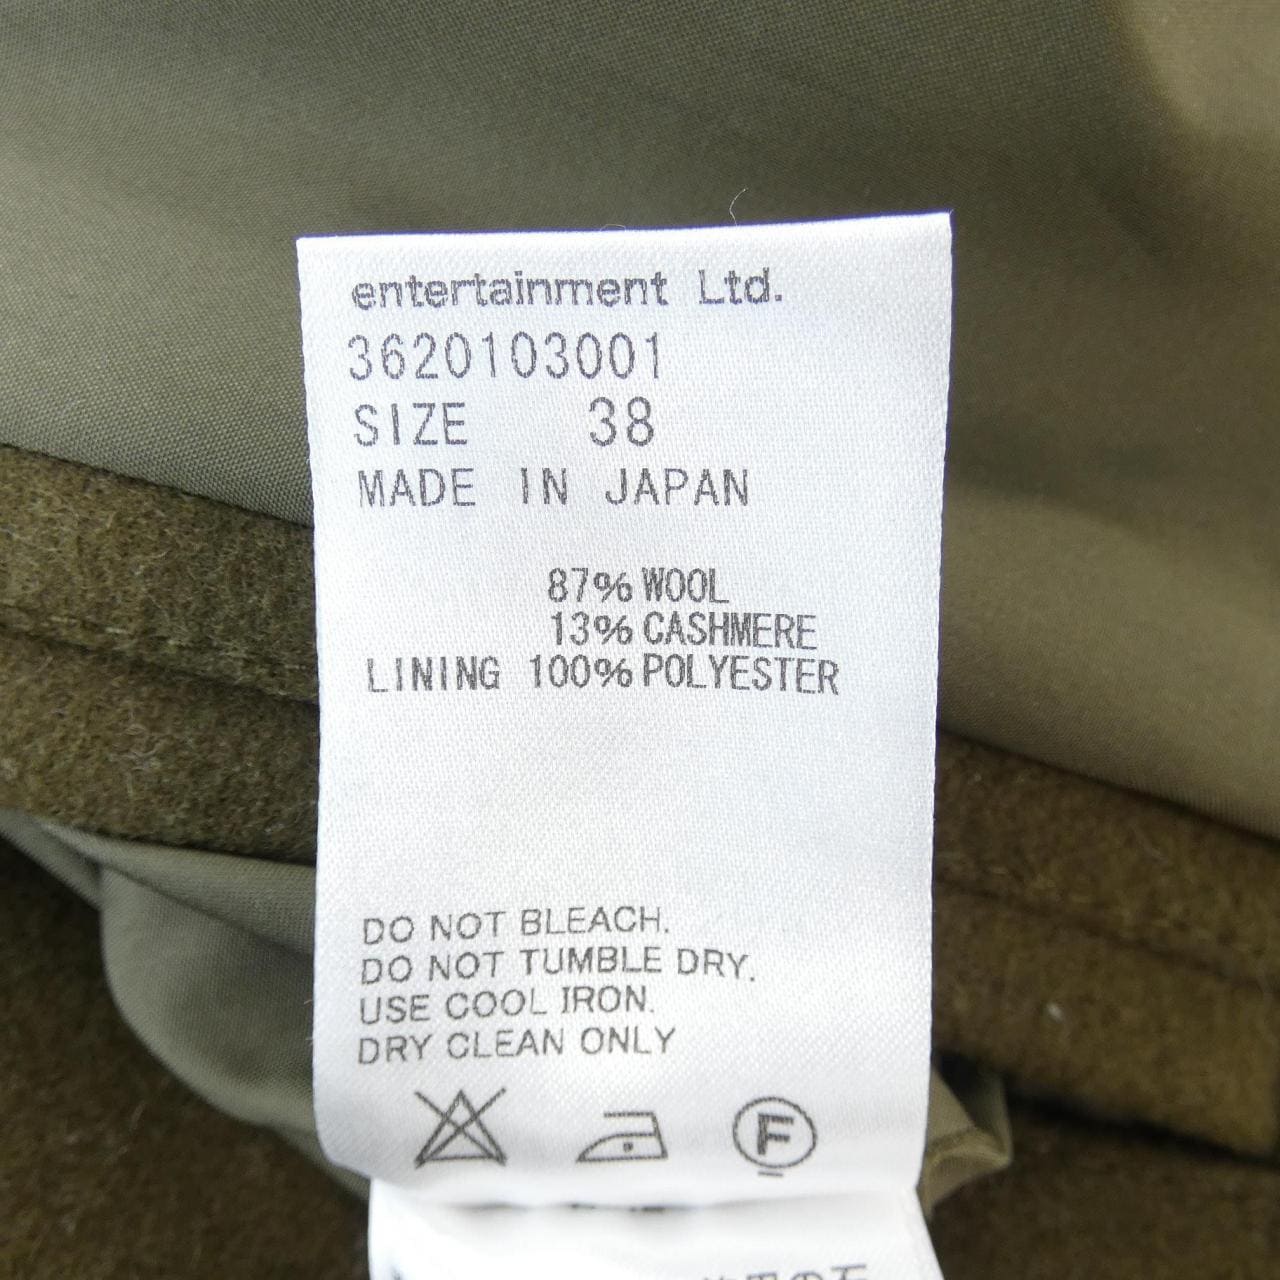 entertainment Ltd.
3620103001
SIZE 38
MADE IN JAPAN
87% WOOL
13% CASHMERE
LINING 100% POLYESTER
DO NOT BLEACH.
DO NOT TUMBLE DRY.
USE COOL IRON.
DRY CLEAN ONLY
F